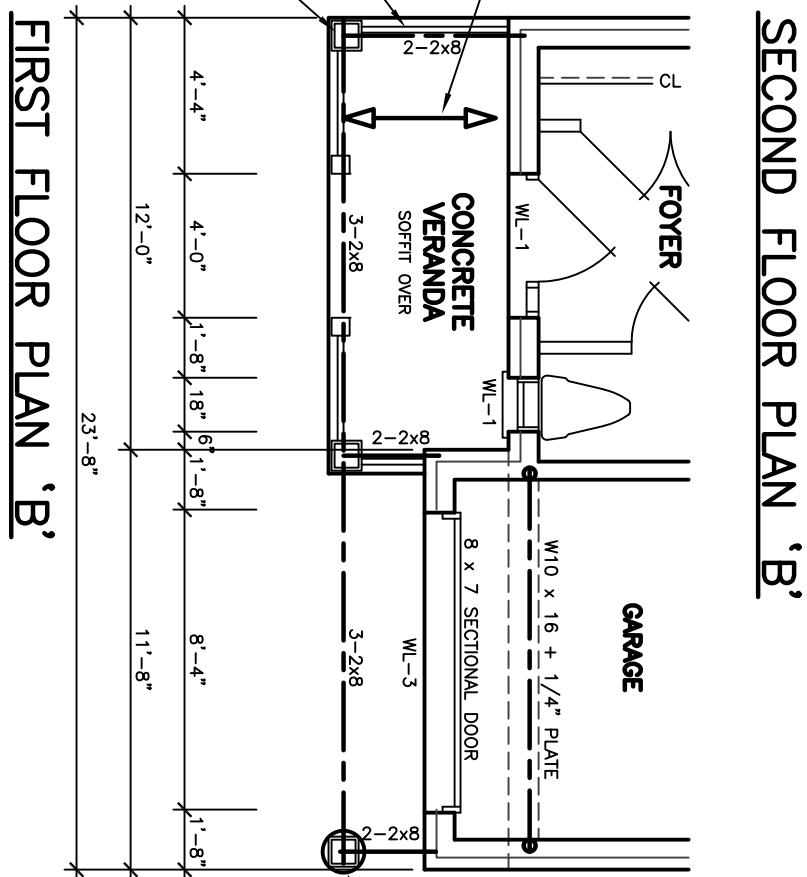 SECOND FLOOR PLAN 'B'
CL
FOYER
2-2x8
WL-1
CONCRETE
VERANDA
SOFFIT OVER
3-2x8
WL-1
2-2x8
GARAGE
W10 x 16 + 1/4" PLATE
8 x 7 SECTIONAL DOOR
WL-3
3-2x8
2-2x8
4'-4"
4'-0"
1'-8"
18"
6"
1'-8"
8'-4"
1'-8"
12'-0"
11'-8"
23'-8"
FIRST FLOOR PLAN 'B'